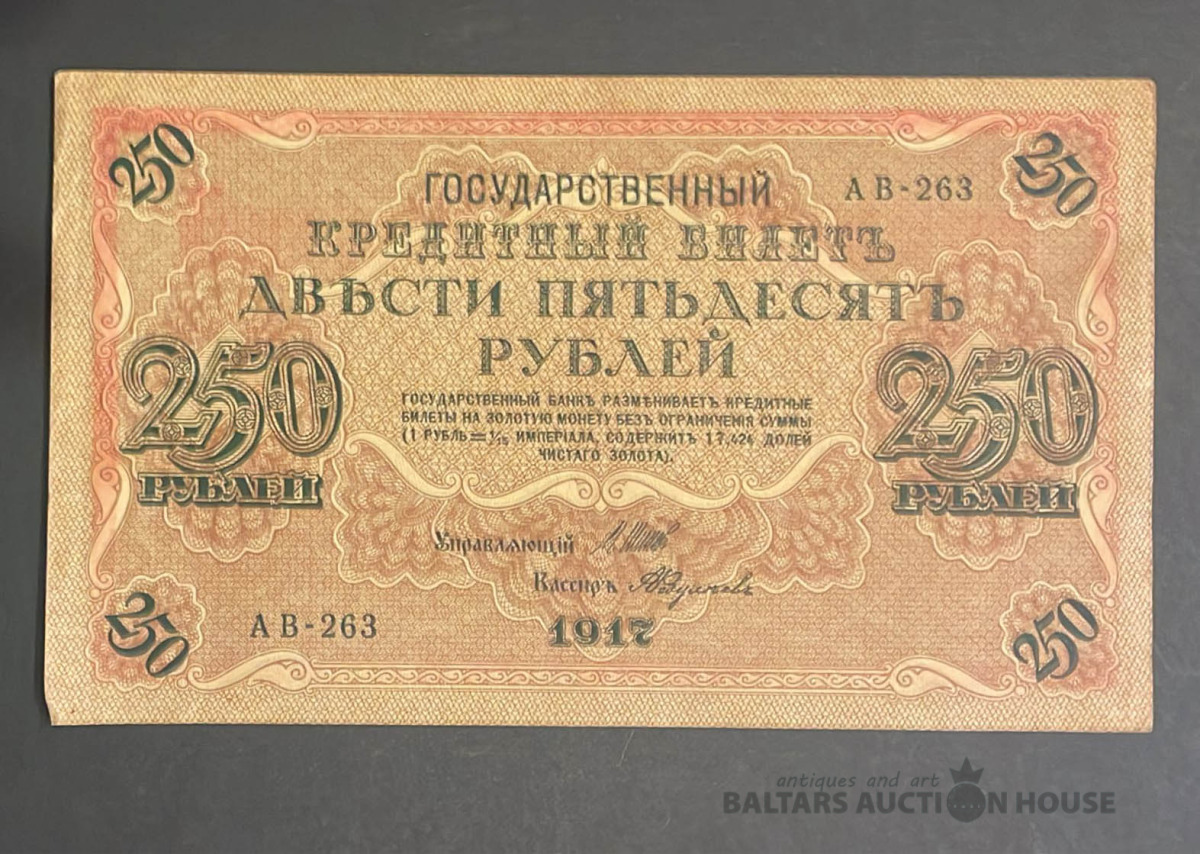 250
250
ГОСУДАРСТВЕННЫЙ
АВ-263
КРЕДИТНЫЙ БИЛЕТЪ
ДВѢСТИ ПЯТЬДЕСЯТЪ
РУБЛЕЙ
250
РУБЛЕЙ
250
РУБЛЕЙ
ГОСУДАРСТВЕННЫЙ БАНКЪ РАЗМѢНИВАЕТЪ КРЕДИТНЫЕ
БИЛЕТЫ НА ЗОЛОТУЮ МОНЕТУ БЕЗЪ ОГРАНИЧЕНІЯ СУММЫ
(1 РУБЛЬ = 1/15 ИМПЕРІАЛА, СОДЕРЖИТЪ 17,424 ДОЛЕЙ
ЧИСТАГО ЗОЛОТА).
Управляющій
Кассиръ
АВ-263
1917
250
250
antiques and art
BALTARS AUCTION HOUSE